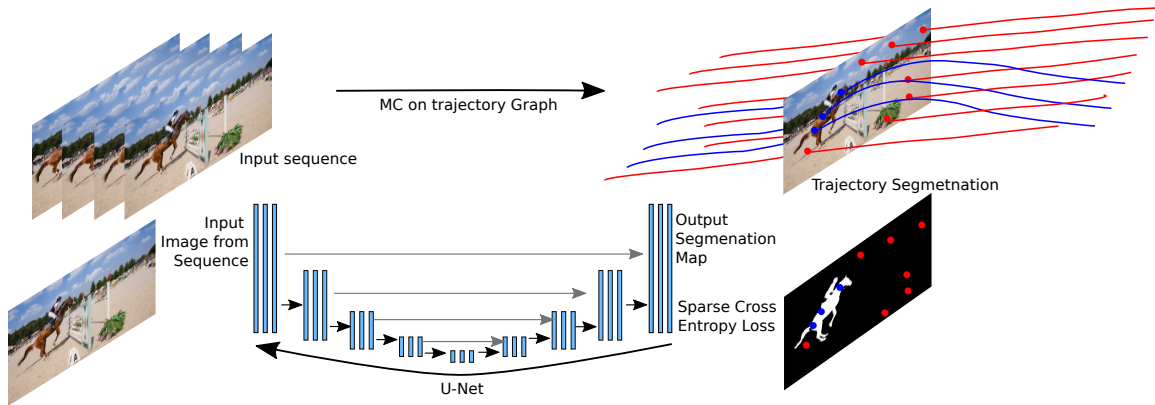 MC on trajectory Graph
Input sequence
Trajectory Segmetnation
Input
Image from
Sequence
Output
Segmenation
Map
Sparse Cross
Entropy Loss
U-Net